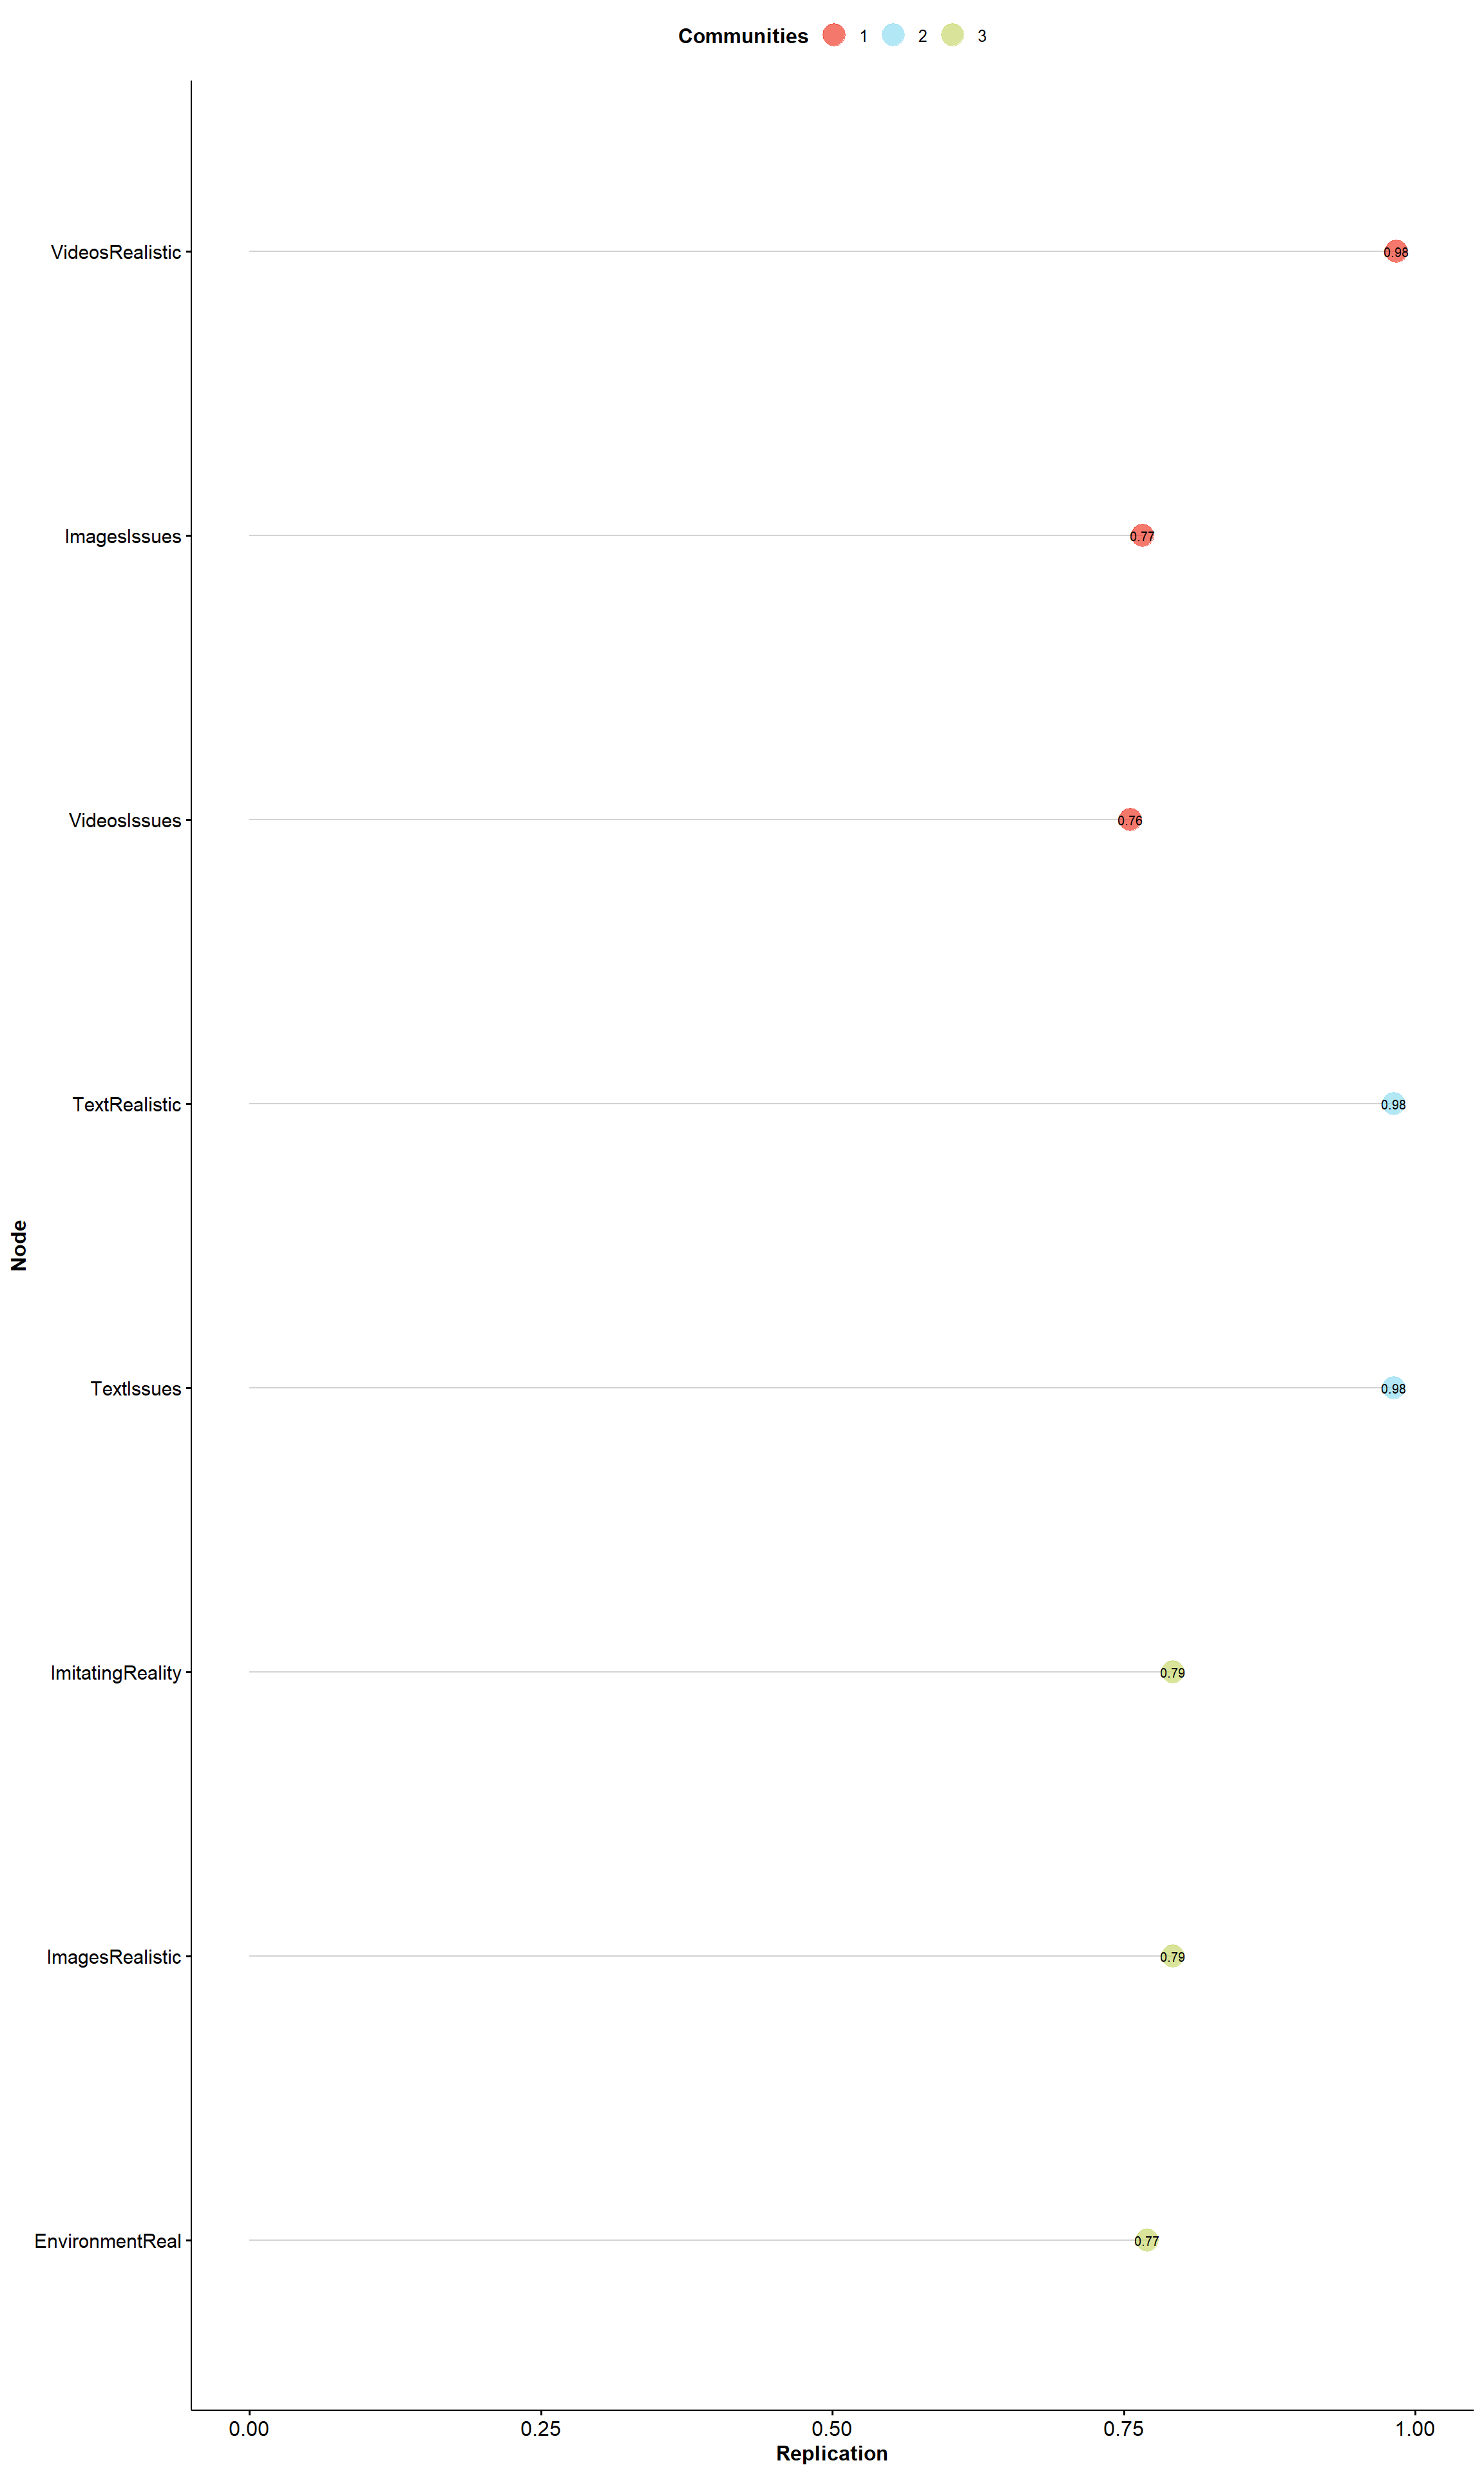 Communities 1 2 3
VideosRealistic 0.98
ImagesIssues 0.77
VideosIssues 0.76
TextRealistic 0.98
Node
TextIssues 0.98
ImitatingReality 0.79
ImagesRealistic 0.79
EnvironmentReal 0.77
0.00 0.25 0.50 0.75 1.00
Replication